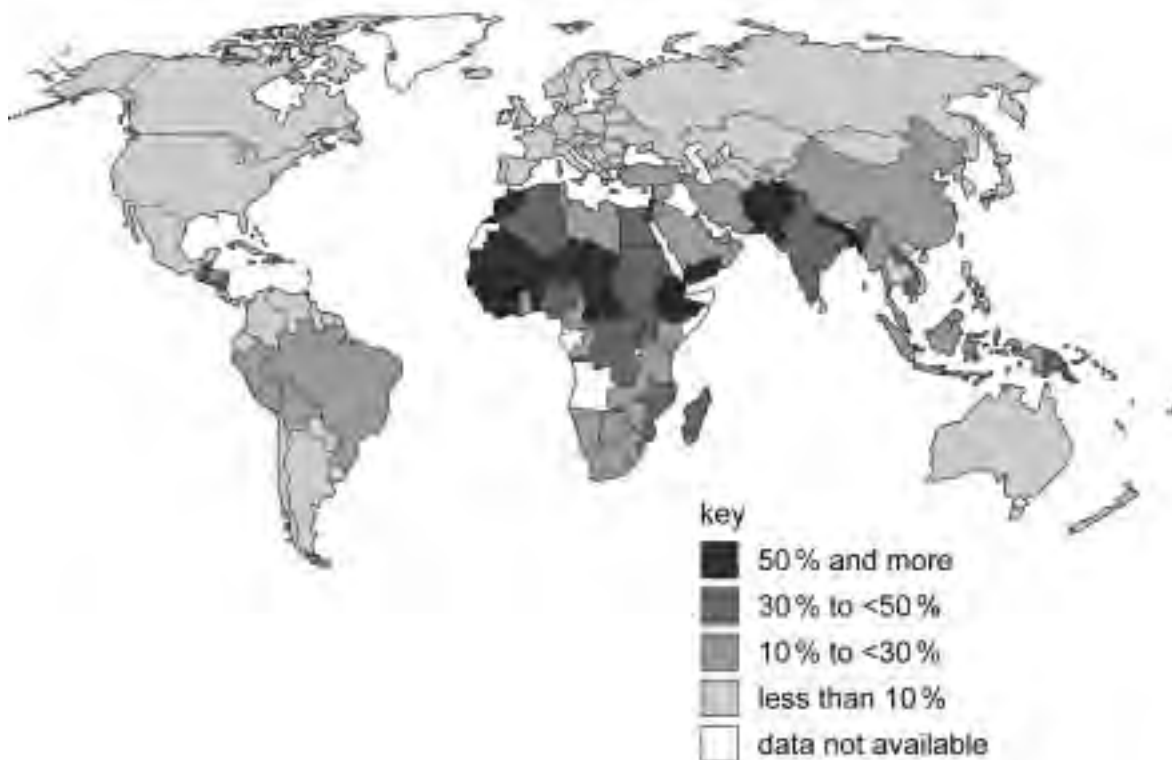 key
50 % and more
30 % to <50 %
10 % to <30 %
less than 10 %
data not available